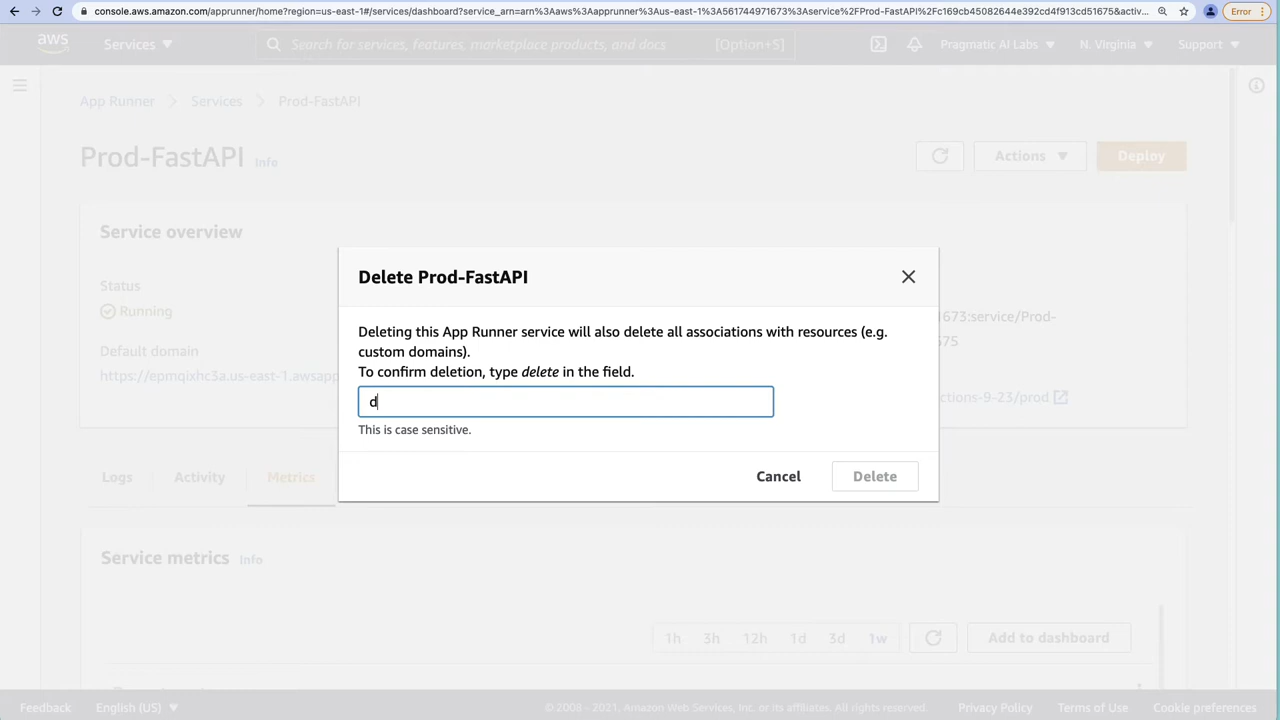 console.aws.amazon.com/apprunner/home?region=us-east-1#/services/dashboard?service_arn=arn%3Aaws%3Aapprunner%3Aus-east-1%3A561744971673%3Aservice%2FProd-FastAPI%2Fc169cb45082644e392cd4f913cd51675&activ... Error
aws Services Search for services, features, marketplace products, and docs [Option+S] Pragmatic AI Labs N. Virginia Support
App Runner Services Prod-FastAPI
Prod-FastAPI Info Actions Deploy
Service overview
Delete Prod-FastAPI
Status
Running
1673:service/Prod-
Deleting this App Runner service will also delete all associations with resources (e.g.
675
custom domains).
Default domain
To confirm deletion, type delete in the field.
https://epmqixhc3a.us-east-1.awsapp
d
ctions-9-23/prod
This is case sensitive.
Cancel Delete
Logs Activity Metrics
Service metrics Info
1h 3h 12h 1d 3d 1w Add to dashboard
Feedback English (US) © 2008 - 2021, Amazon Web Services, Inc. or its affiliates. All rights reserved. Privacy Policy Terms of Use Cookie preferences